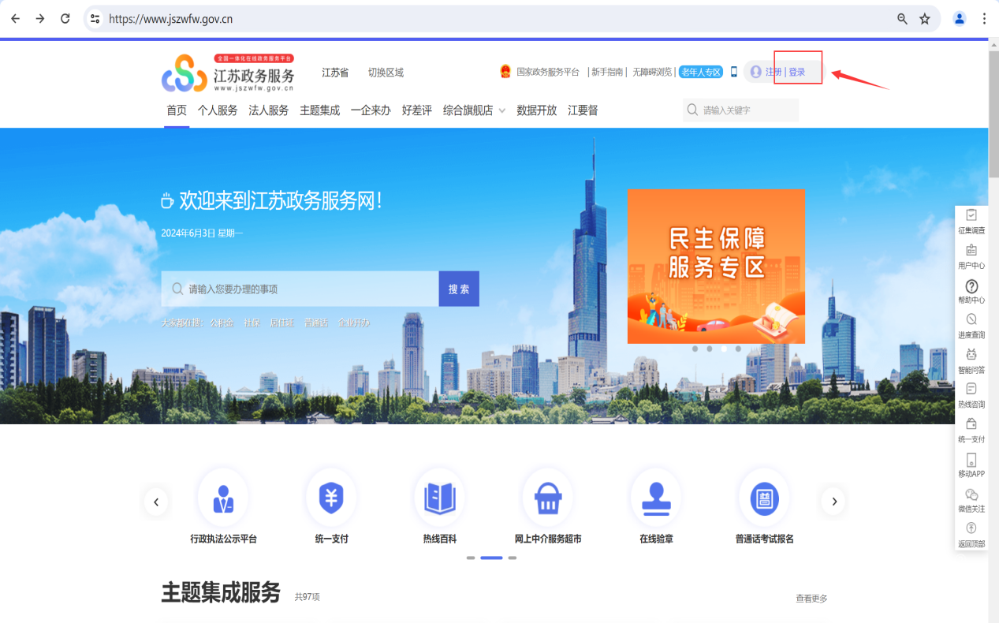 https://www.jszwfw.gov.cn
全国一体化在线政务服务平台
江苏政务服务
www.jszwfw.gov.cn
江苏省 切换区域
国家政务服务平台 | 新手指南 | 无障碍浏览 | 老年人专区 注册 | 登录
首页 个人服务 法人服务 主题集成 一企来办 好差评 综合旗舰店 数据开放 江要督
请输入关键字
欢迎来到江苏政务服务网!
2024年6月3日 星期一
请输入您要办理的事项 搜 索
大家都在搜: 公积金 社保 居住证 普通话 企业开办
民生保障
服务专区
征集调查
用户中心
帮助中心
进度查询
智能问答
热线咨询
统一支付
移动APP
微信关注
返回顶部
普
行政执法公示平台 统一支付 热线百科 网上中介服务超市 在线验章 普通话考试报名
主题集成服务 共97项 查看更多